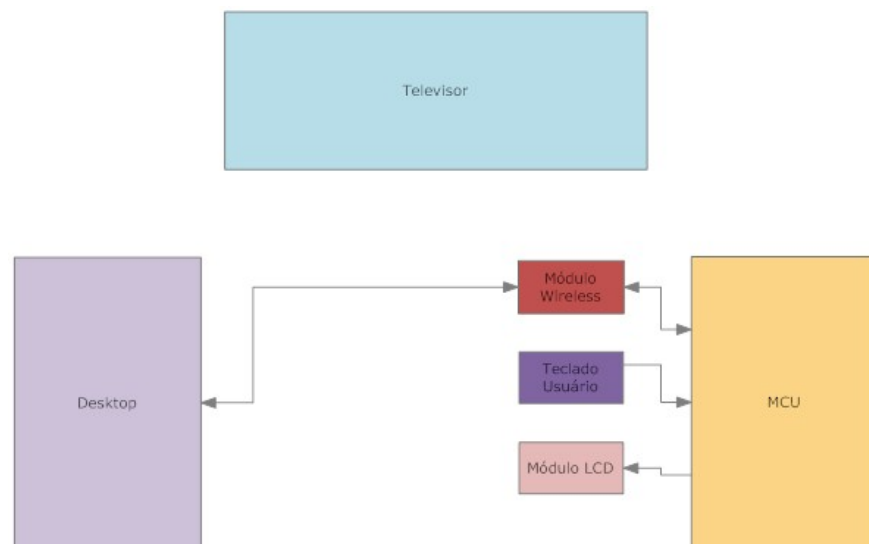 Televisor
Módulo
Wireless
Teclado
Usuário
Desktop
MCU
Módulo LCD